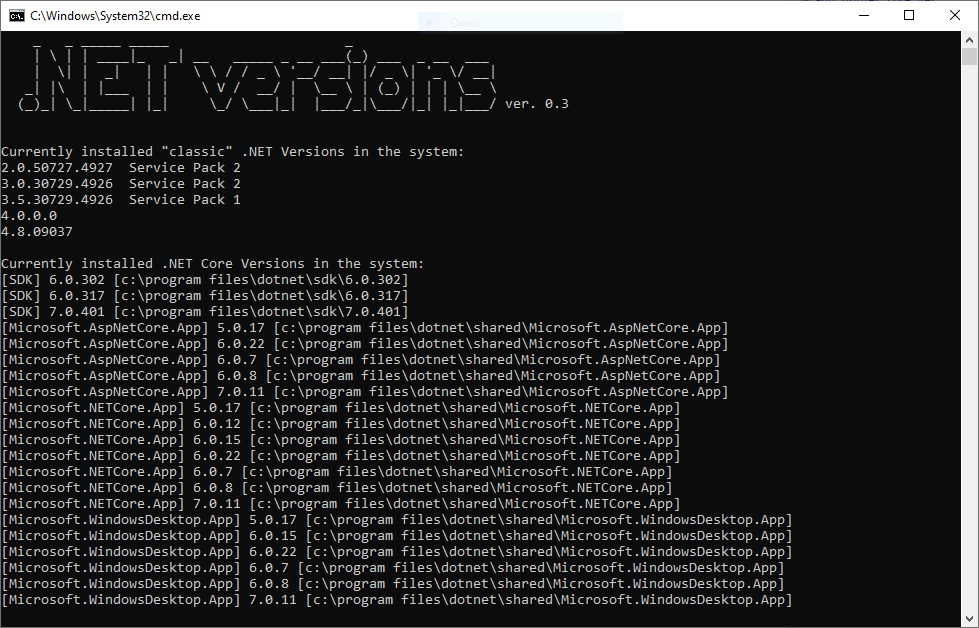 C:\Windows\System32\cmd.exe
Окно
.NET versions ver. 0.3
Currently installed "classic" .NET Versions in the system:
2.0.50727.4927  Service Pack 2
3.0.30729.4926  Service Pack 2
3.5.30729.4926  Service Pack 1
4.0.0.0
4.8.09037
Currently installed .NET Core Versions in the system:
[SDK] 6.0.302 [c:\program files\dotnet\sdk\6.0.302]
[SDK] 6.0.317 [c:\program files\dotnet\sdk\6.0.317]
[SDK] 7.0.401 [c:\program files\dotnet\sdk\7.0.401]
[Microsoft.AspNetCore.App] 5.0.17 [c:\program files\dotnet\shared\Microsoft.AspNetCore.App]
[Microsoft.AspNetCore.App] 6.0.22 [c:\program files\dotnet\shared\Microsoft.AspNetCore.App]
[Microsoft.AspNetCore.App] 6.0.7 [c:\program files\dotnet\shared\Microsoft.AspNetCore.App]
[Microsoft.AspNetCore.App] 6.0.8 [c:\program files\dotnet\shared\Microsoft.AspNetCore.App]
[Microsoft.AspNetCore.App] 7.0.11 [c:\program files\dotnet\shared\Microsoft.AspNetCore.App]
[Microsoft.NETCore.App] 5.0.17 [c:\program files\dotnet\shared\Microsoft.NETCore.App]
[Microsoft.NETCore.App] 6.0.12 [c:\program files\dotnet\shared\Microsoft.NETCore.App]
[Microsoft.NETCore.App] 6.0.15 [c:\program files\dotnet\shared\Microsoft.NETCore.App]
[Microsoft.NETCore.App] 6.0.22 [c:\program files\dotnet\shared\Microsoft.NETCore.App]
[Microsoft.NETCore.App] 6.0.7 [c:\program files\dotnet\shared\Microsoft.NETCore.App]
[Microsoft.NETCore.App] 6.0.8 [c:\program files\dotnet\shared\Microsoft.NETCore.App]
[Microsoft.NETCore.App] 7.0.11 [c:\program files\dotnet\shared\Microsoft.NETCore.App]
[Microsoft.WindowsDesktop.App] 5.0.17 [c:\program files\dotnet\shared\Microsoft.WindowsDesktop.App]
[Microsoft.WindowsDesktop.App] 6.0.15 [c:\program files\dotnet\shared\Microsoft.WindowsDesktop.App]
[Microsoft.WindowsDesktop.App] 6.0.22 [c:\program files\dotnet\shared\Microsoft.WindowsDesktop.App]
[Microsoft.WindowsDesktop.App] 6.0.7 [c:\program files\dotnet\shared\Microsoft.WindowsDesktop.App]
[Microsoft.WindowsDesktop.App] 6.0.8 [c:\program files\dotnet\shared\Microsoft.WindowsDesktop.App]
[Microsoft.WindowsDesktop.App] 7.0.11 [c:\program files\dotnet\shared\Microsoft.WindowsDesktop.App]